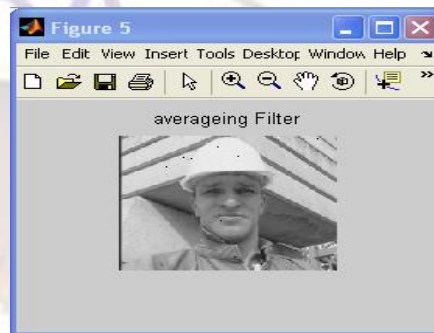 Figure 5
File Edit View Insert Tools Desktop Window Help
averageing Filter